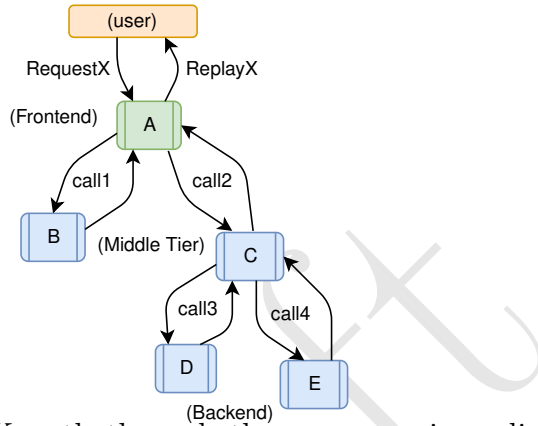 (user)
RequestX
ReplayX
(Frontend)
A
call1
call2
B
(Middle Tier)
C
call3
call4
D
E
(Backend)